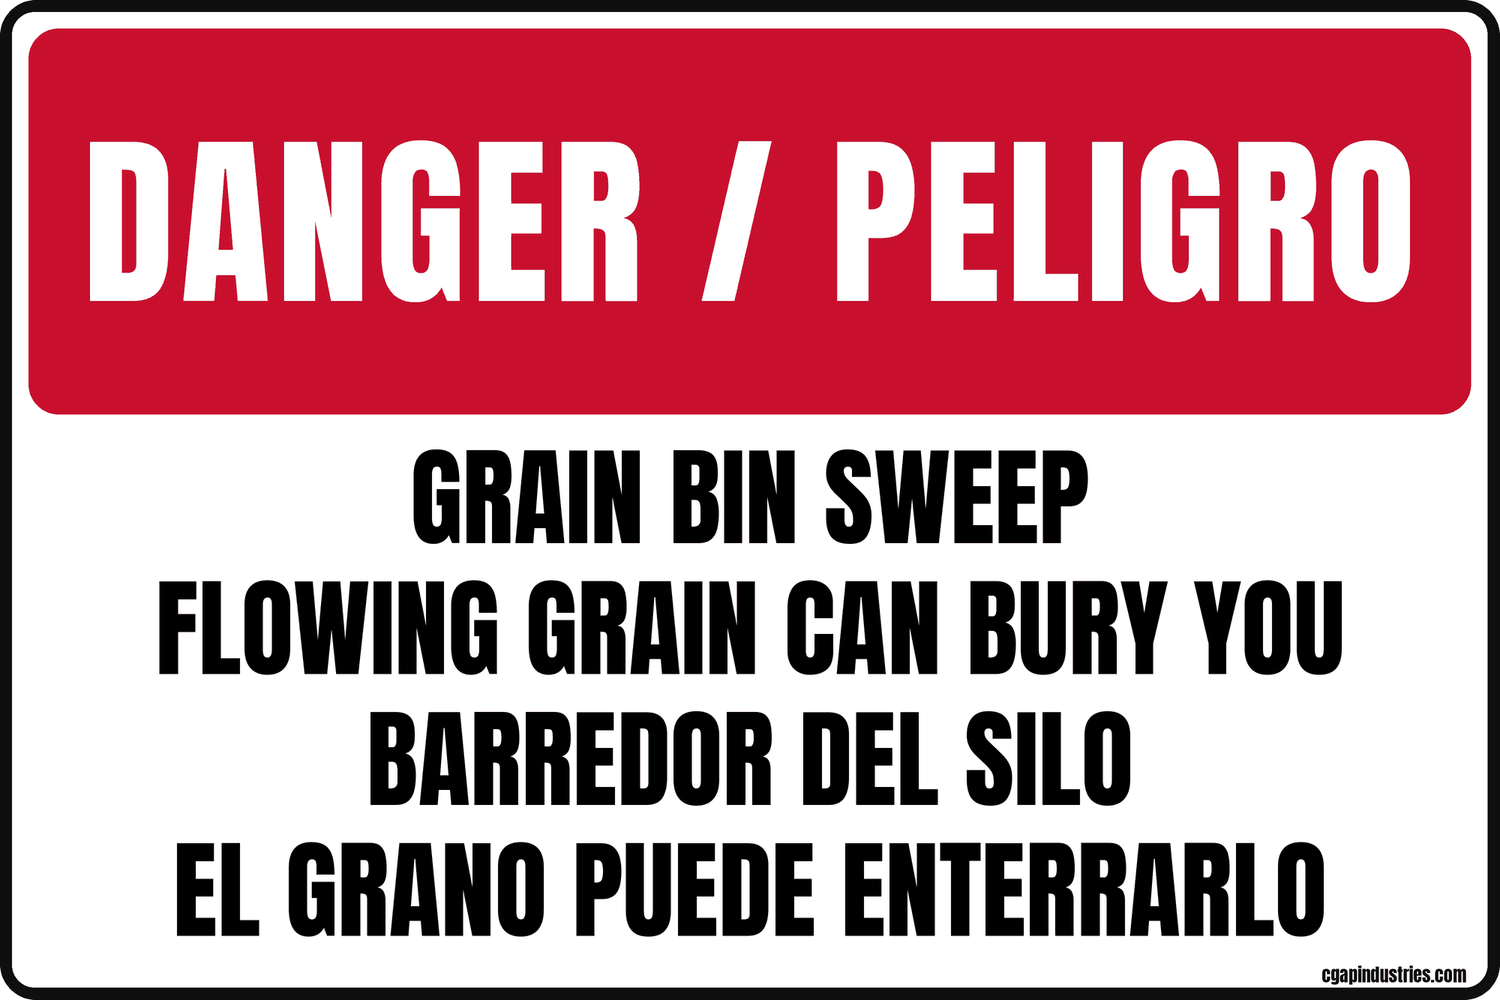 DANGER / PELIGRO
GRAIN BIN SWEEP
FLOWING GRAIN CAN BURY YOU
BARREDOR DEL SILO
EL GRANO PUEDE ENTERRARLO
cgapindustries.com